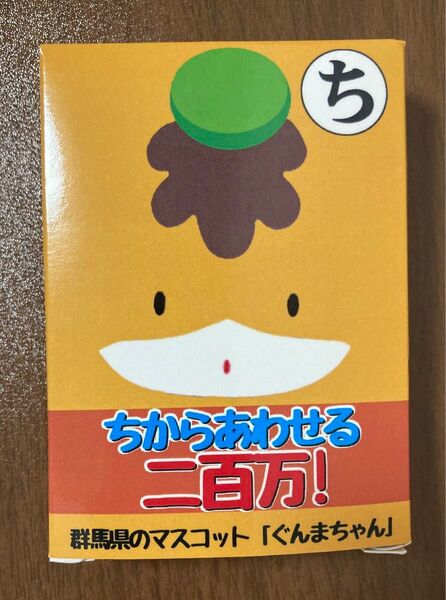 ち
ちからあわせる
二百万!
群馬県のマスコット「ぐんまちゃん」